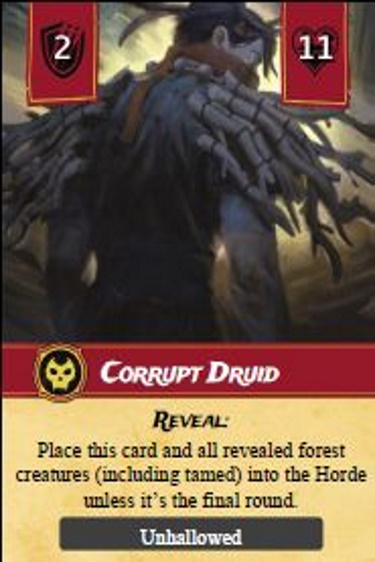 2
11
CORRUPT DRUID
REVEAL:
Place this card and all revealed forest
creatures (including tamed) into the Horde
unless it's the final round.
Unhallowed